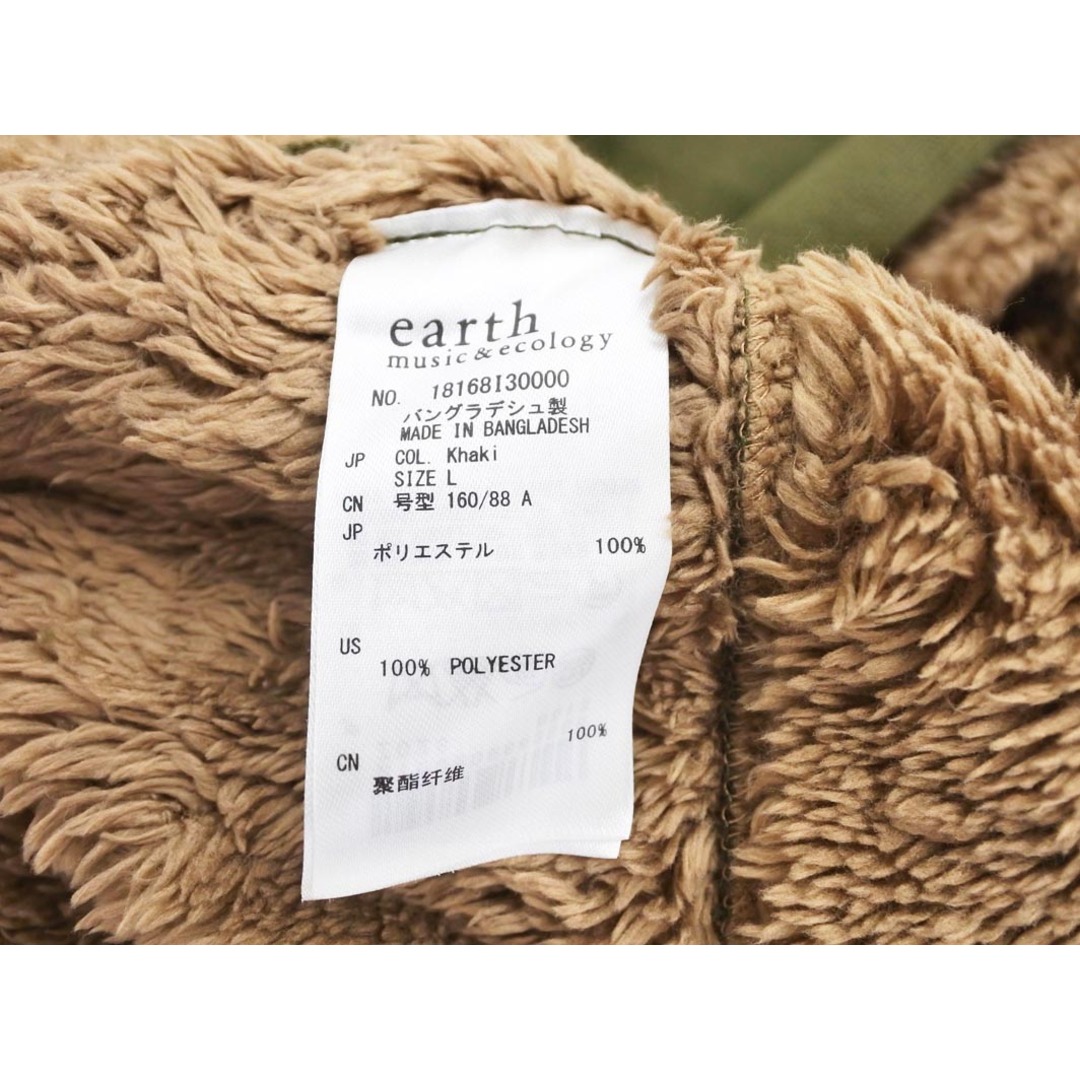 earth
music & ecology
NO. 18168I30000
バングラデシュ製
MADE IN BANGLADESH
JP COL. Khaki
SIZE L
CN 号型 160/88 A
JP
ポリエステル 100%
US
100% POLYESTER
100%
CN
聚酯纤维